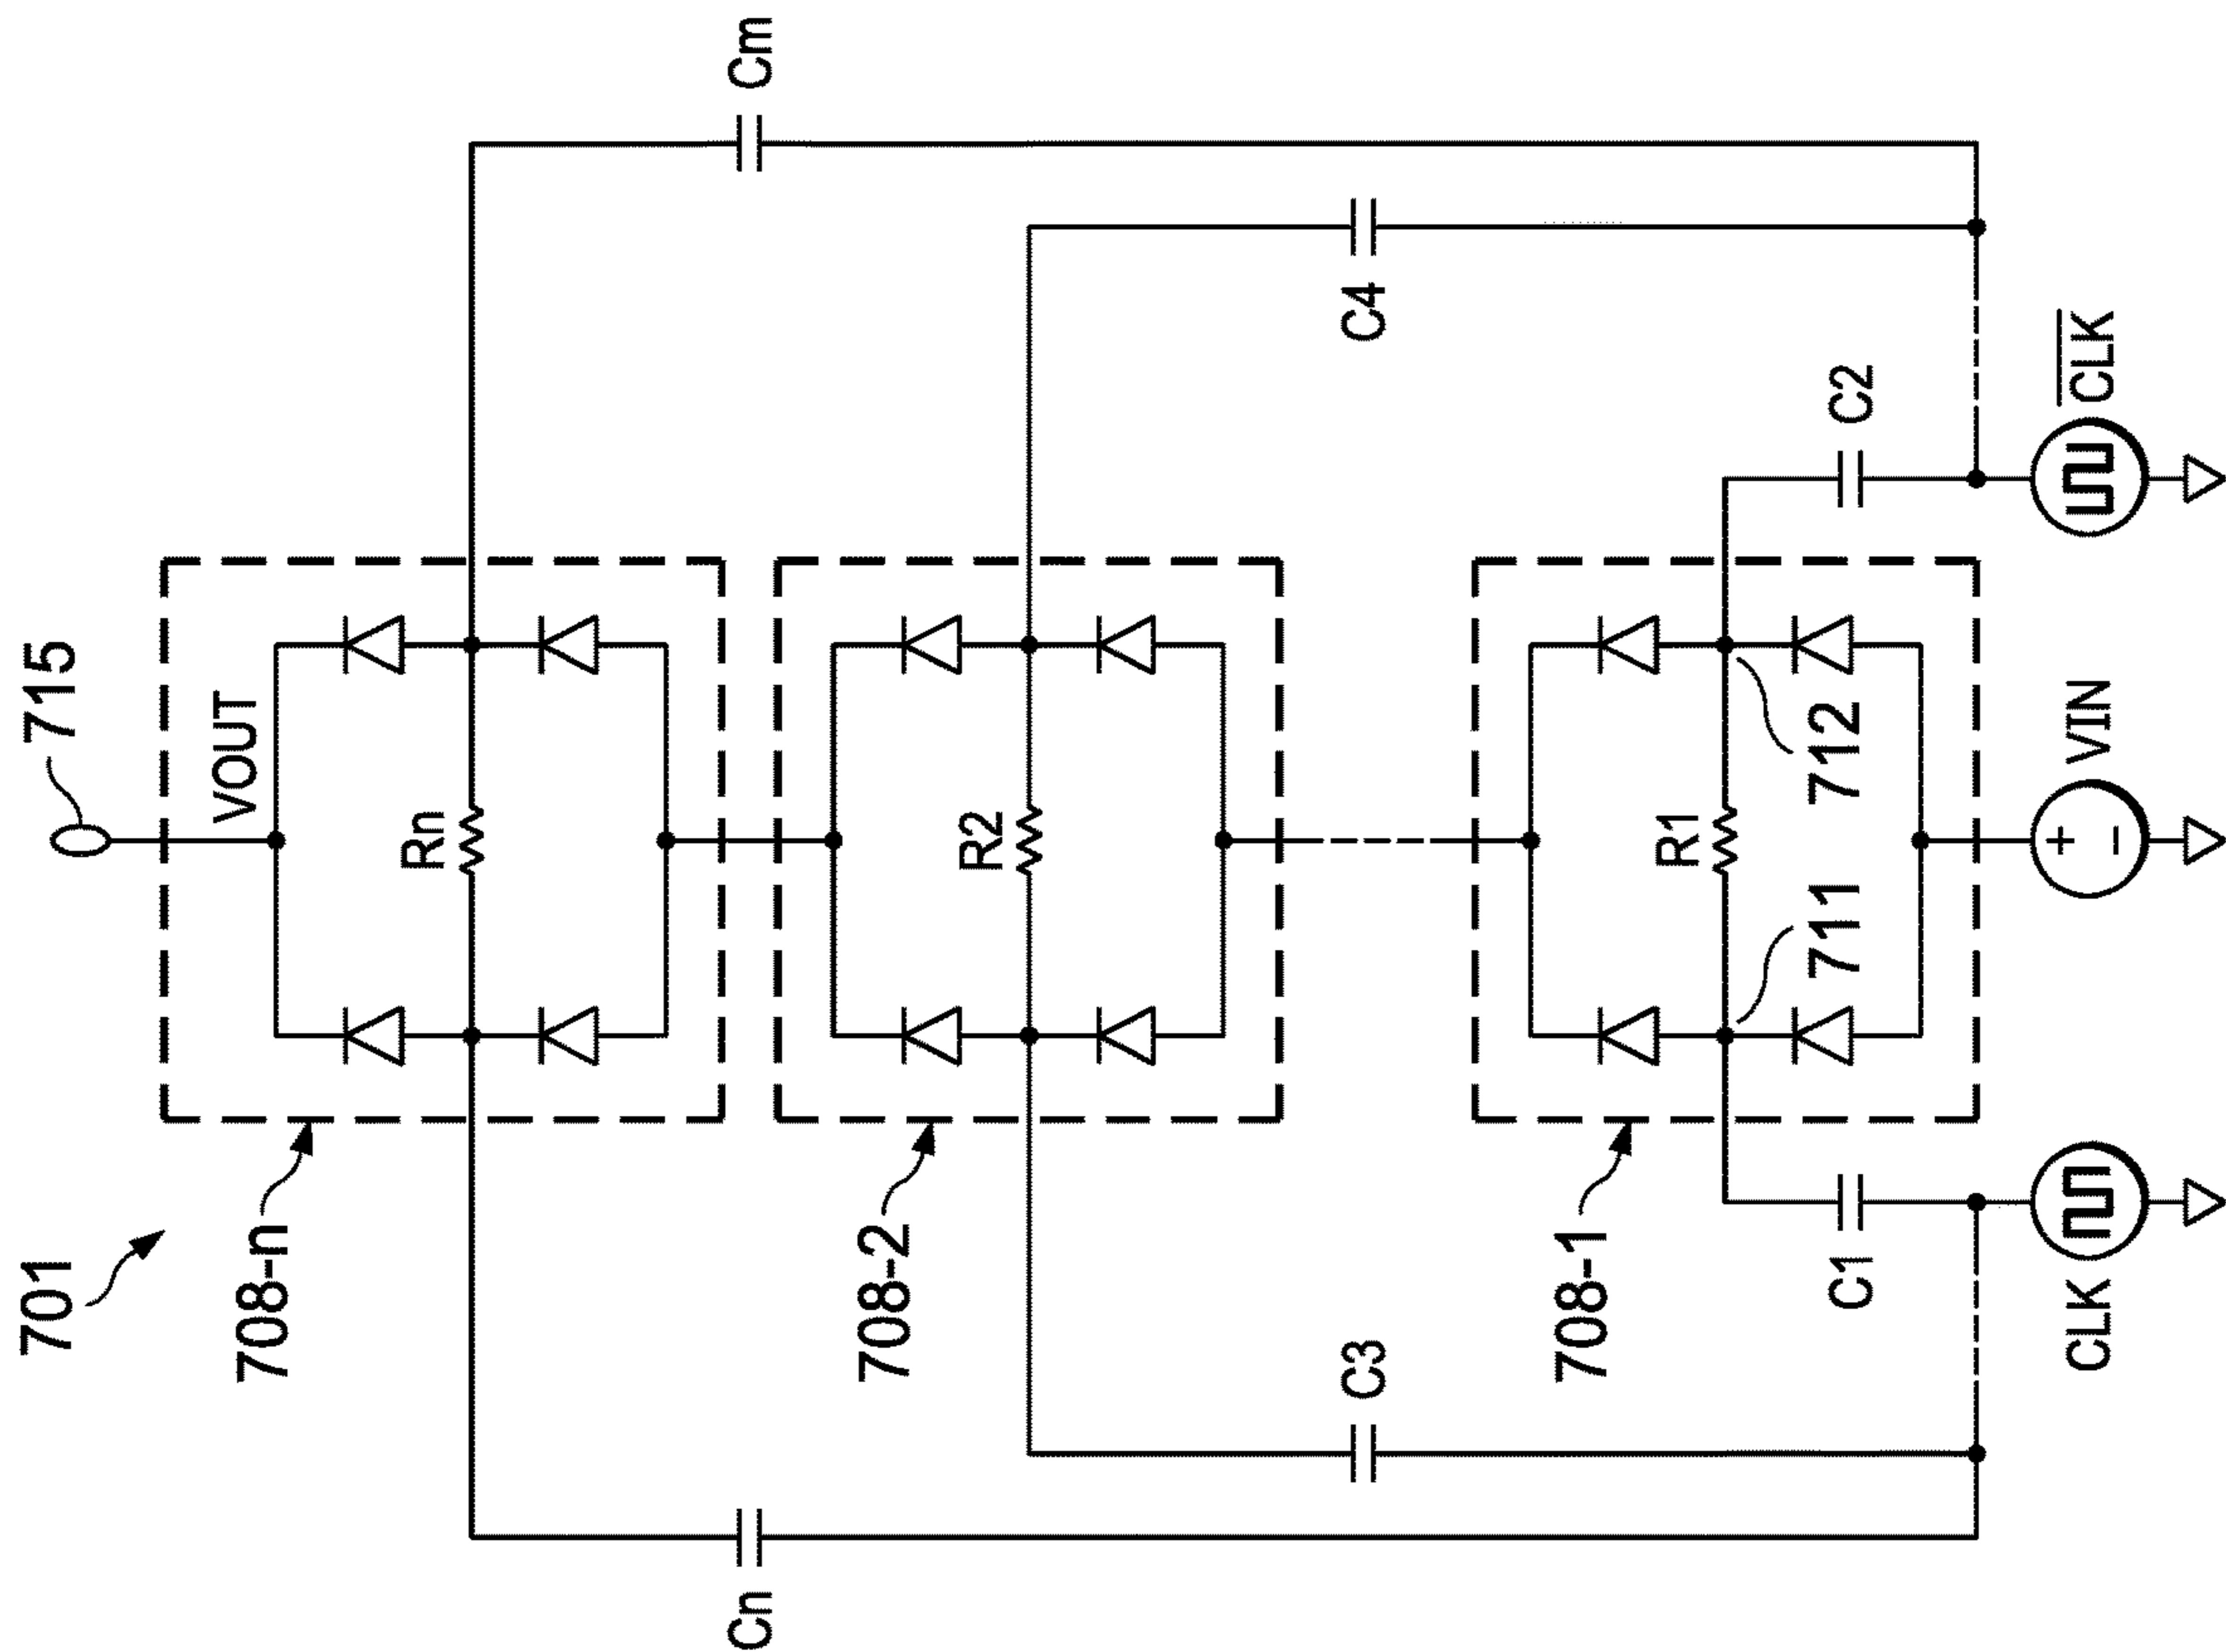 701
715
708-n
VOUT
Rn
Cn
Cm
708-2
R2
C3
C4
708-1
R1
711
712
C1
C2
CLK
VIN
CLK
+
–